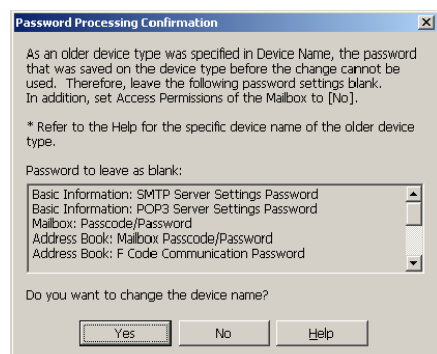 Password Processing Confirmation
As an older device type was specified in Device Name, the password
that was saved on the device type before the change cannot be
used. Therefore, leave the following password settings blank.
In addition, set Access Permissions of the Mailbox to [No].
* Refer to the Help for the specific device name of the older device
type.
Password to leave as blank:
Basic Information: SMTP Server Settings Password
Basic Information: POP3 Server Settings Password
Mailbox: Passcode/Password
Address Book: Mailbox Passcode/Password
Address Book: F Code Communication Password
Do you want to change the device name?
Yes
No
Help